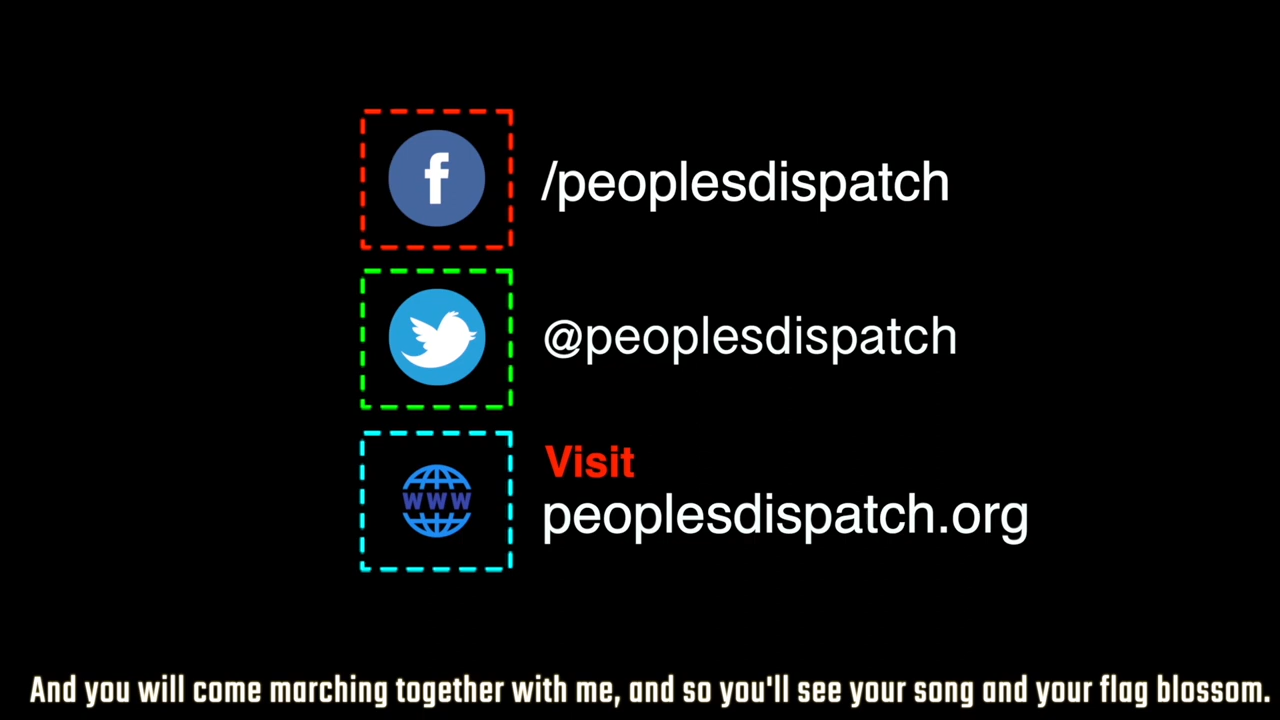 f
/peoplesdispatch
@peoplesdispatch
Visit
WWW
peoplesdispatch.org
And you will come marching together with me, and so you'll see your song and your flag blossom.